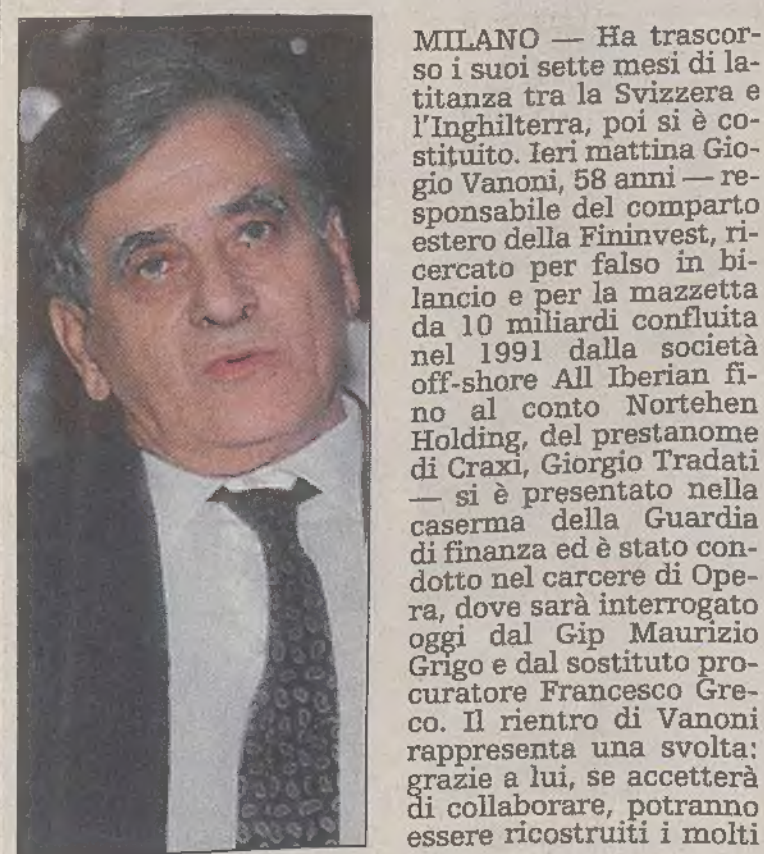 MILANO — Ha trascor-
so i suoi sette mesi di la-
titanza tra la Svizzera e
l'Inghilterra, poi si è co-
stituito. Ieri mattina Gior-
gio Vanoni, 58 anni — re-
sponsabile del comparto
estero della Fininvest, ri-
cercato per falso in bi-
lancio e per la mazzetta
da 10 miliardi confluita
nel 1991 dalla società
off-shore All Iberian fi-
no al conto Nortehen
Holding, del prestanome
di Craxi, Giorgio Tradati
— si è presentato nella
caserma della Guardia
di finanza ed è stato con-
dotto nel carcere di Ope-
ra, dove sarà interrogato
oggi dal Gip Maurizio
Grigo e dal sostituto pro-
curatore Francesco Gre-
co. Il rientro di Vanoni
rappresenta una svolta:
grazie a lui, se accetterà
di collaborare, potranno
essere ricostruiti i molti